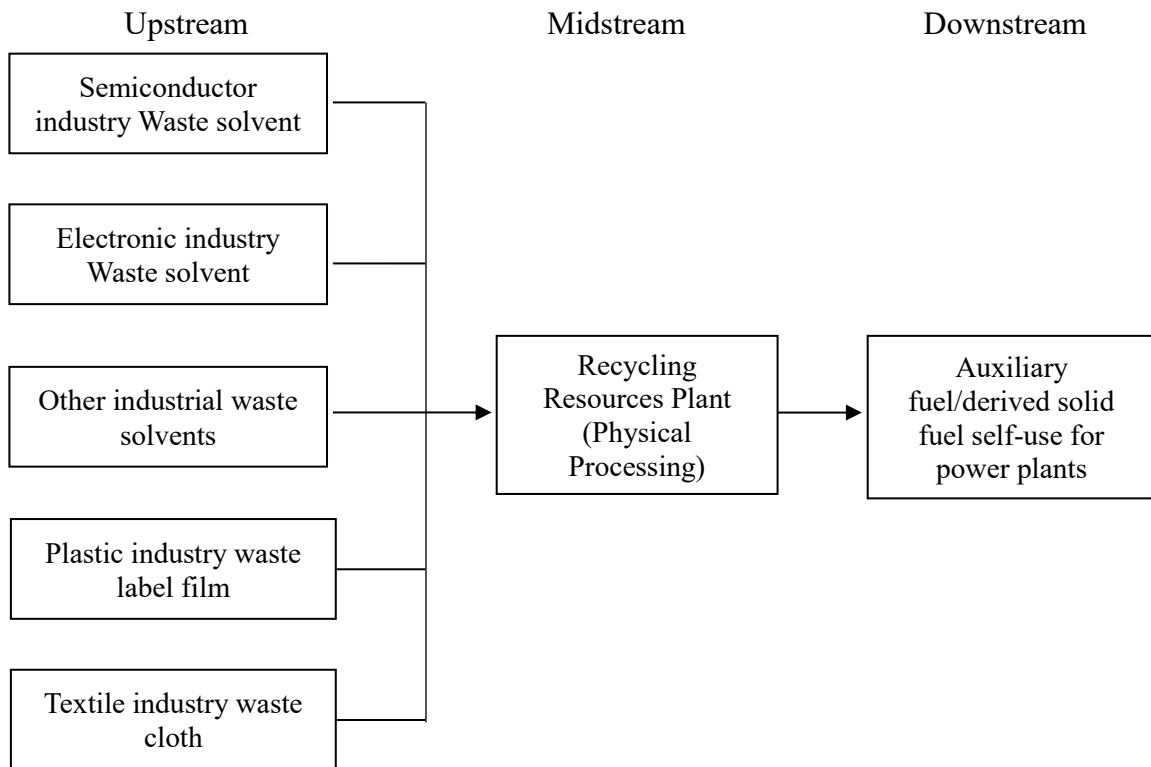 Upstream
Midstream
Downstream
Semiconductor
industry Waste solvent
Electronic industry
Waste solvent
Other industrial waste
solvents
Plastic industry waste
label film
Textile industry waste
cloth
Recycling
Resources Plant
(Physical
Processing)
Auxiliary
fuel/derived solid
fuel self-use for
power plants